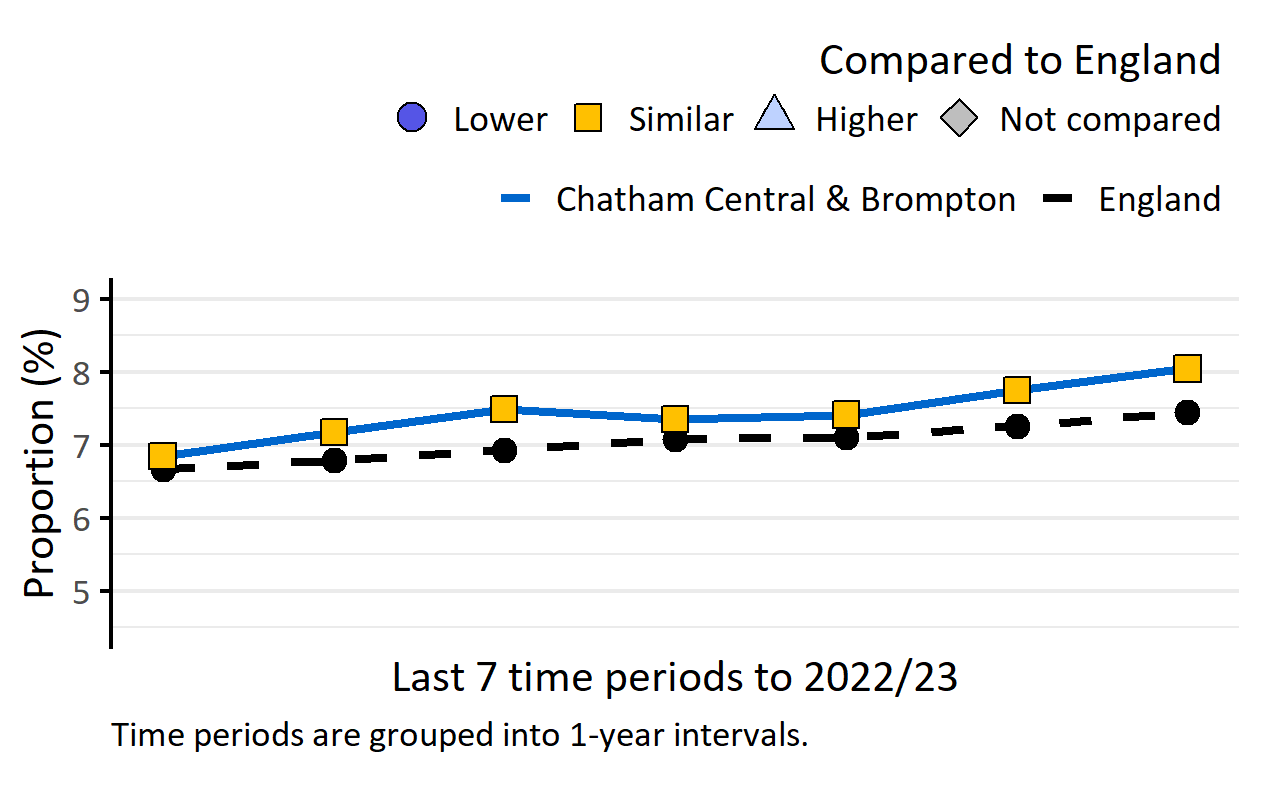 Compared to England
Lower Similar Higher Not compared
Chatham Central & Brompton England
Proportion (%)
9
8
7
6
5
Last 7 time periods to 2022/23
Time periods are grouped into 1-year intervals.